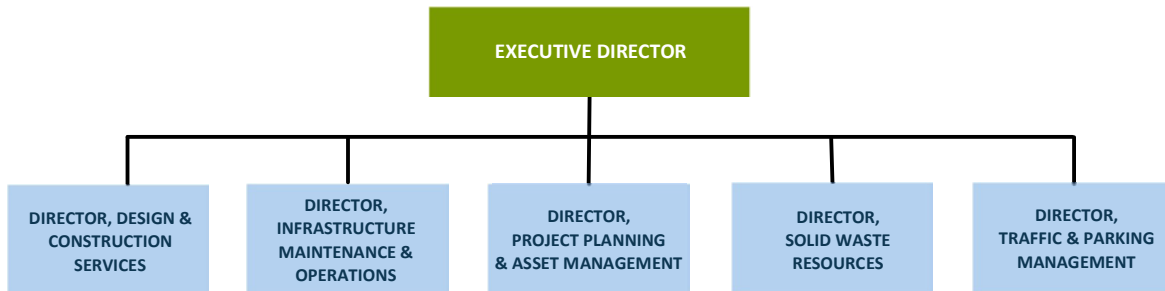 EXECUTIVE DIRECTOR
DIRECTOR, DESIGN &
CONSTRUCTION
SERVICES
DIRECTOR,
INFRASTRUCTURE
MAINTENANCE &
OPERATIONS
DIRECTOR,
PROJECT PLANNING
& ASSET MANAGEMENT
DIRECTOR,
SOLID WASTE
RESOURCES
DIRECTOR,
TRAFFIC & PARKING
MANAGEMENT